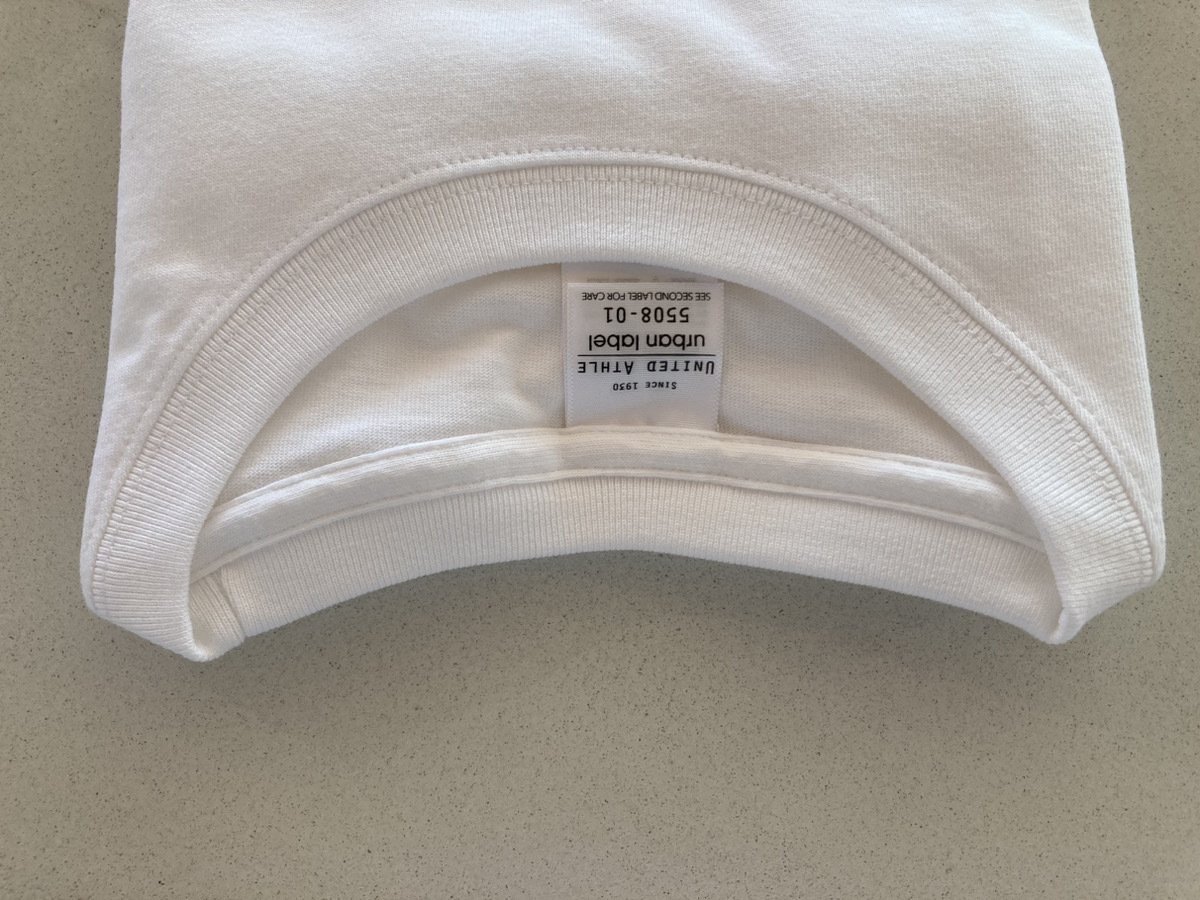 SINCE 1930
UNITED ATHLE
urban label
5508-01
SEE SECOND LABEL FOR CARE